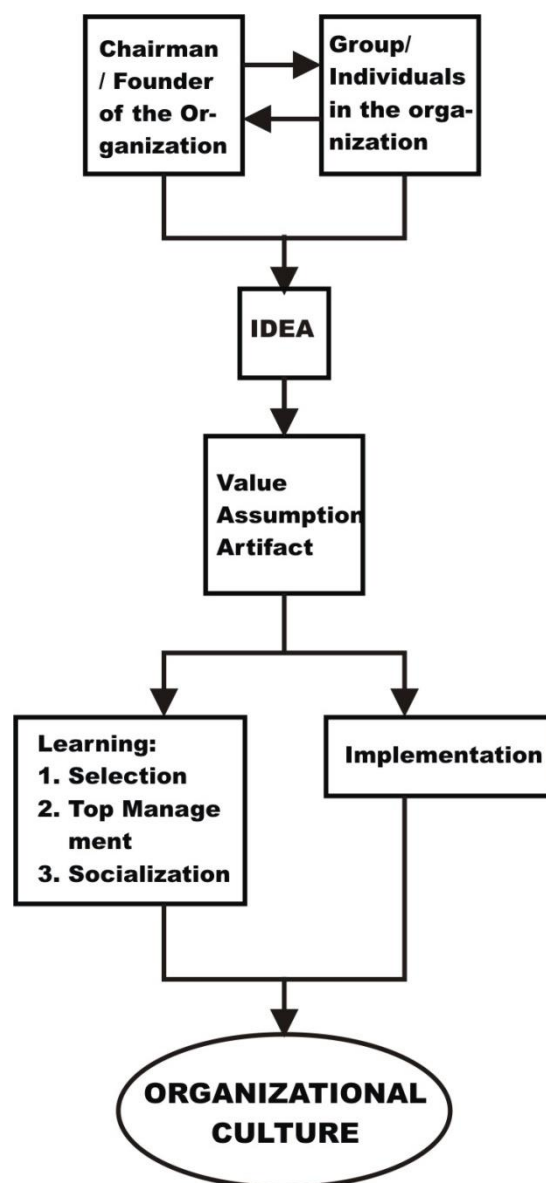 Chairman
/ Founder
of the Or-
ganization
Group/
Individuals
in the orga-
nization
IDEA
Value
Assumption
Artifact
Learning:
1. Selection
2. Top Manage
ment
3. Socialization
Implementation
ORGANIZATIONAL
CULTURE